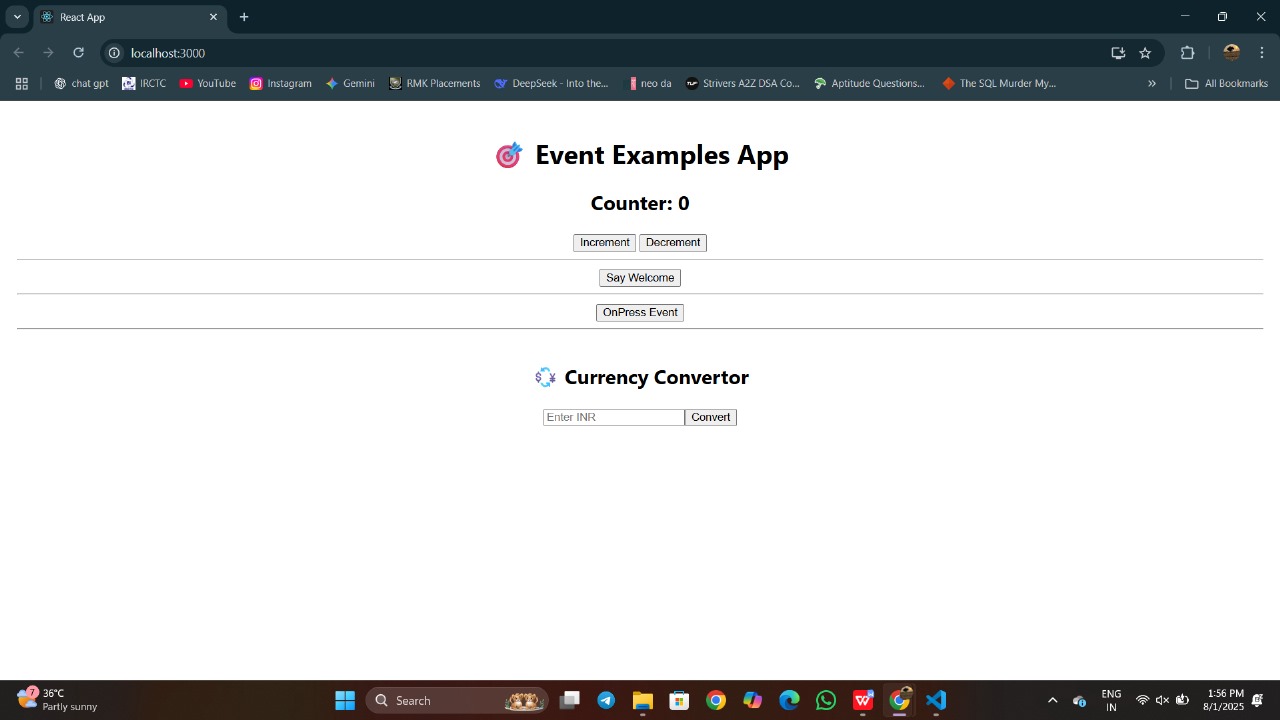 React App
localhost:3000
chat gpt IRCTC YouTube Instagram Gemini RMK Placements DeepSeek - Into the... neo da Strivers A2Z DSA Co... Aptitude Questions... The SQL Murder My... » All Bookmarks
Event Examples App
Counter: 0
Increment Decrement
Say Welcome
OnPress Event
Currency Convertor
Enter INR Convert
7 36°C
Partly sunny
Search
ENG
IN
1:56 PM
8/1/2025